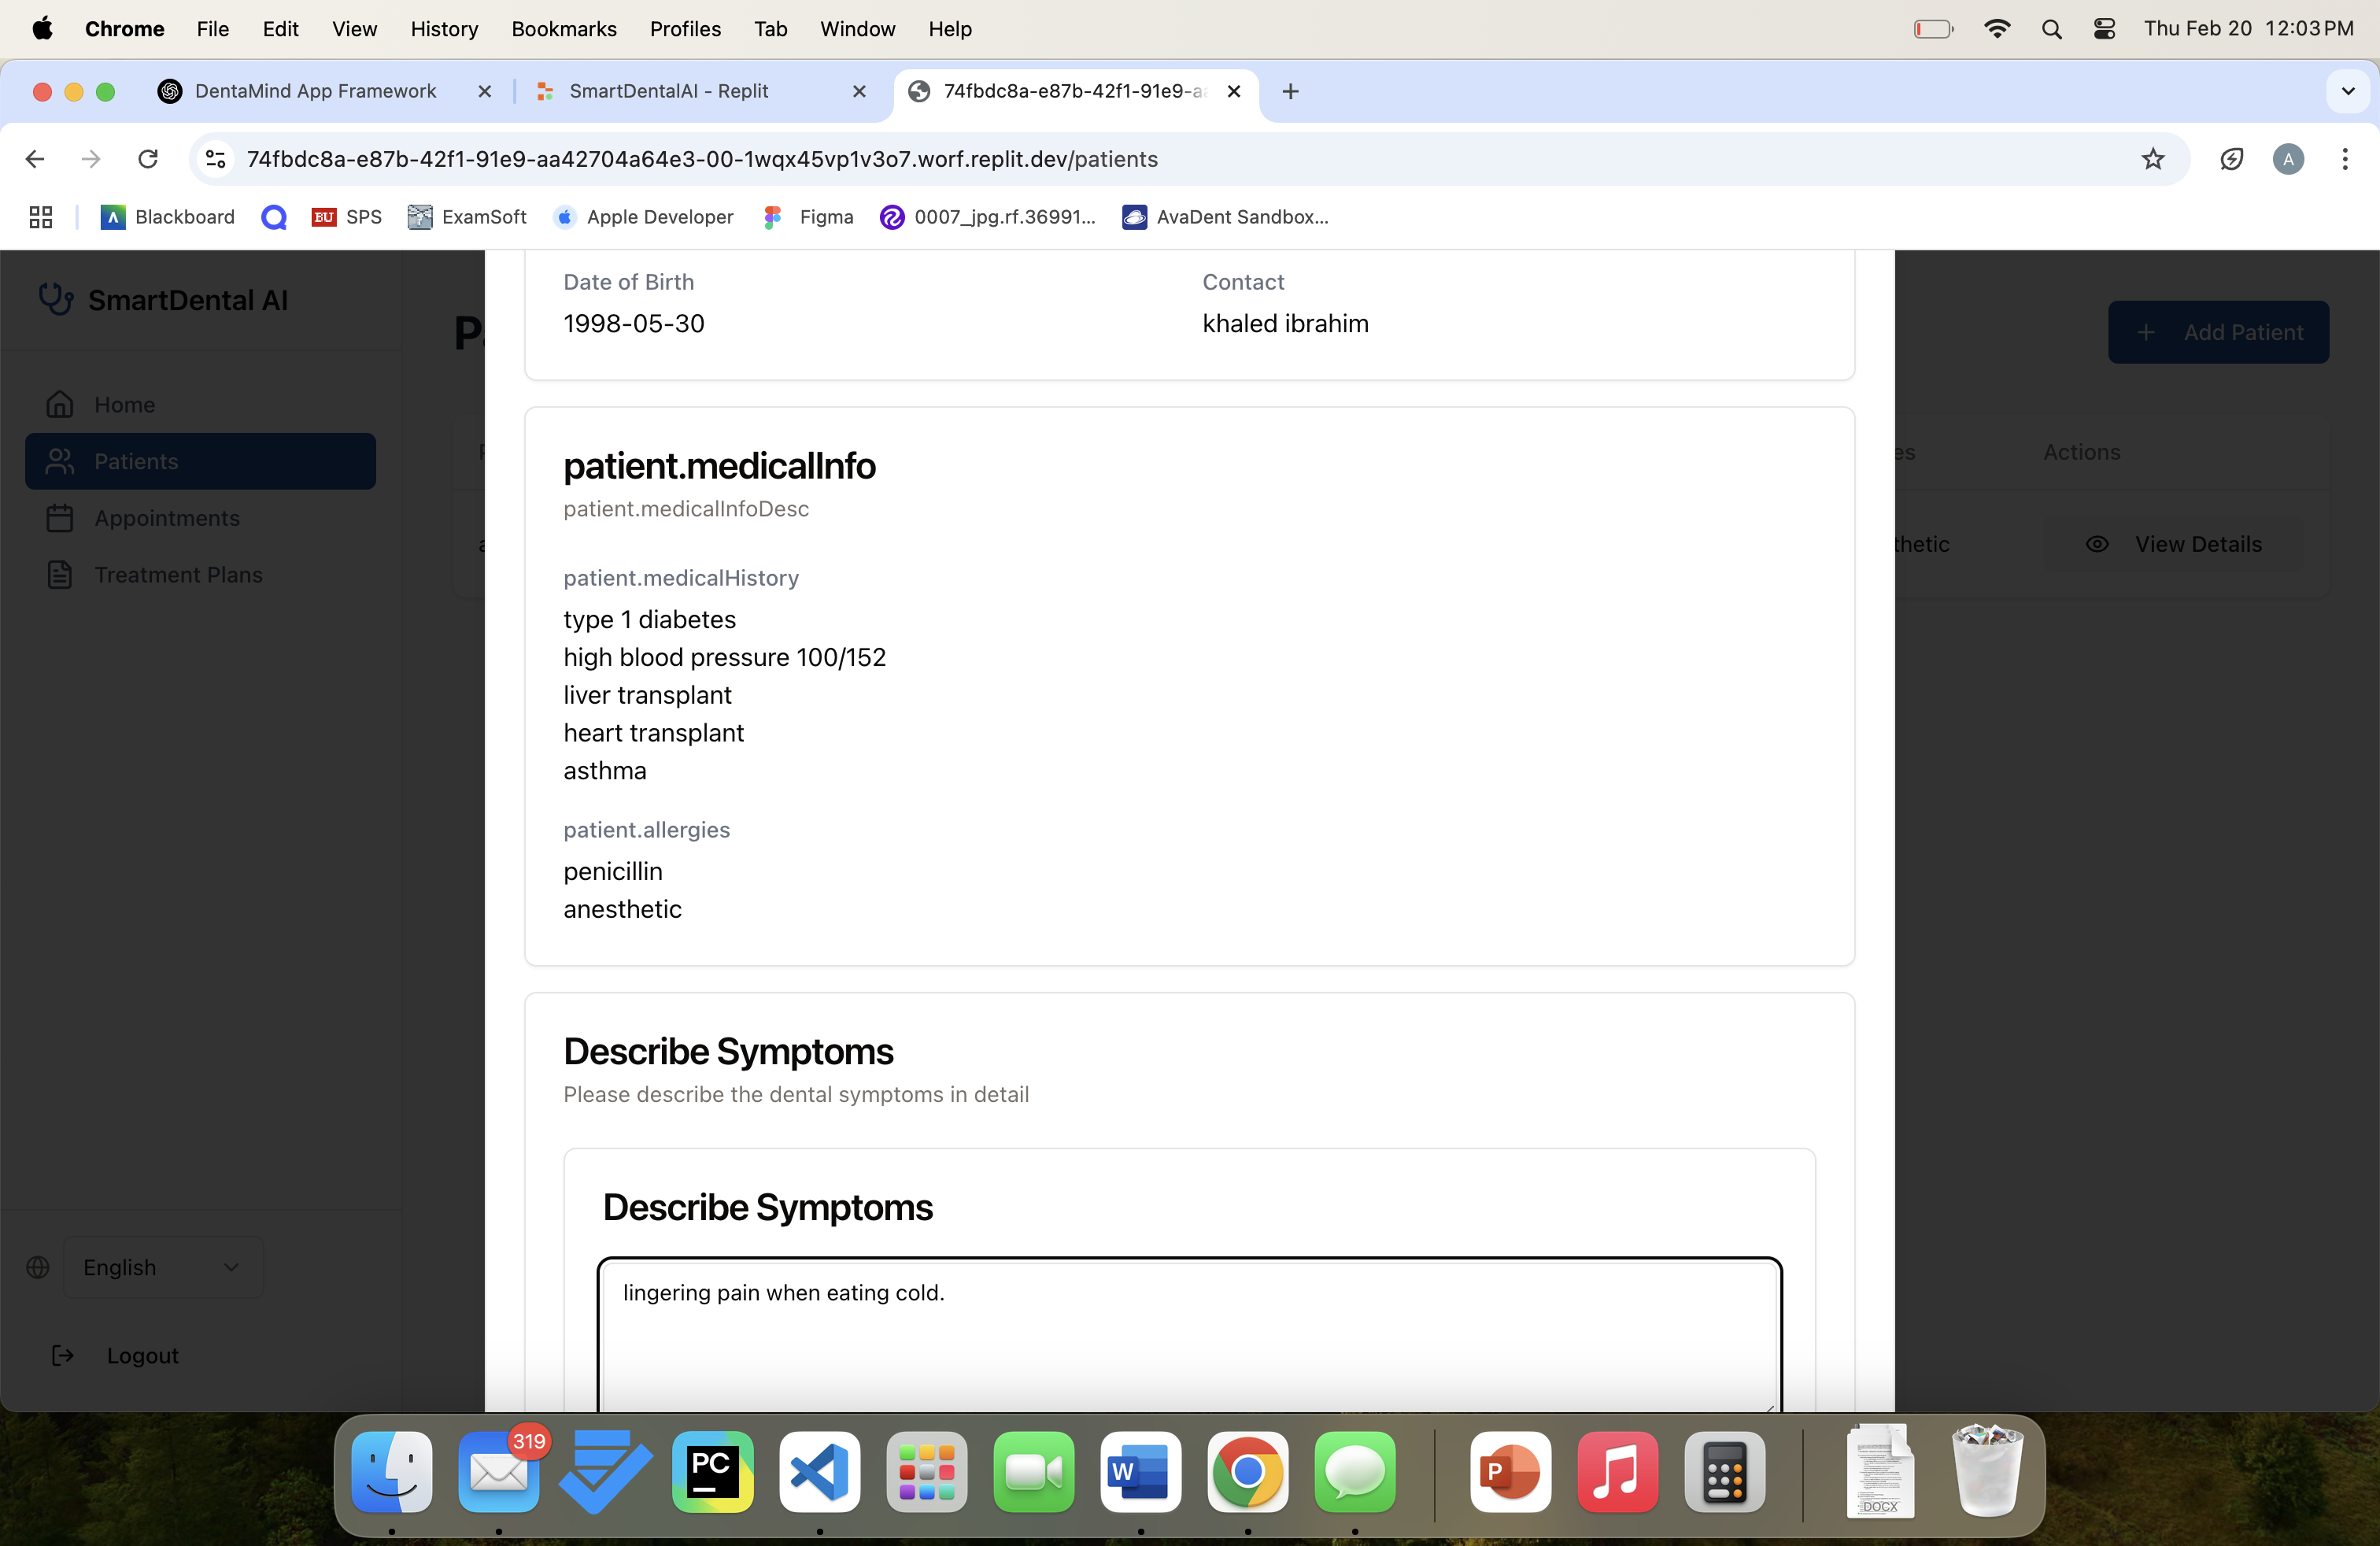 Chrome File Edit View History Bookmarks Profiles Tab Window Help Thu Feb 20 12:03 PM
DentaMind App Framework SmartDentalAI - Replit 74fbdc8a-e87b-42f1-91e9-aa
74fbdc8a-e87b-42f1-91e9-aa42704a64e3-00-1wqx45vp1v3o7.worf.replit.dev/patients A
Blackboard BU SPS ExamSoft Apple Developer Figma 0007_jpg.rf.36991... AvaDent Sandbox...
SmartDental AI
Home
Patients
Appointments
Treatment Plans
English
Logout
P
Add Patient
es Actions
thetic View Details
Date of Birth Contact
1998-05-30 khaled ibrahim
patient.medicalInfo
patient.medicalInfoDesc
patient.medicalHistory
type 1 diabetes
high blood pressure 100/152
liver transplant
heart transplant
asthma
patient.allergies
penicillin
anesthetic
Describe Symptoms
Please describe the dental symptoms in detail
Describe Symptoms
lingering pain when eating cold.
319
PC
W
P
DOCX